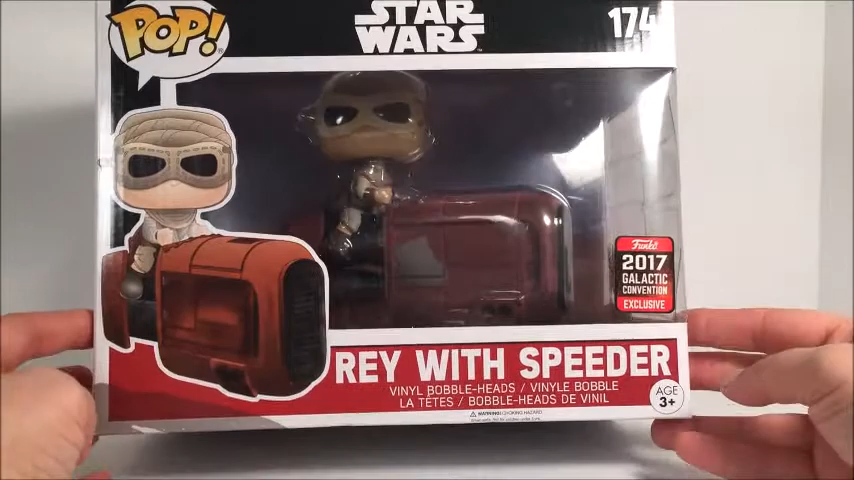 POP!
STAR
WARS
174
Funko
2017
GALACTIC
CONVENTION
EXCLUSIVE
REY WITH SPEEDER
VINYL BOBBLE-HEADS / VINYLE BOBBLE
LA TÊTES / BOBBLE-HEADS DE VINIL
AGE
3+
⚠ WARNING: CHOKING HAZARD